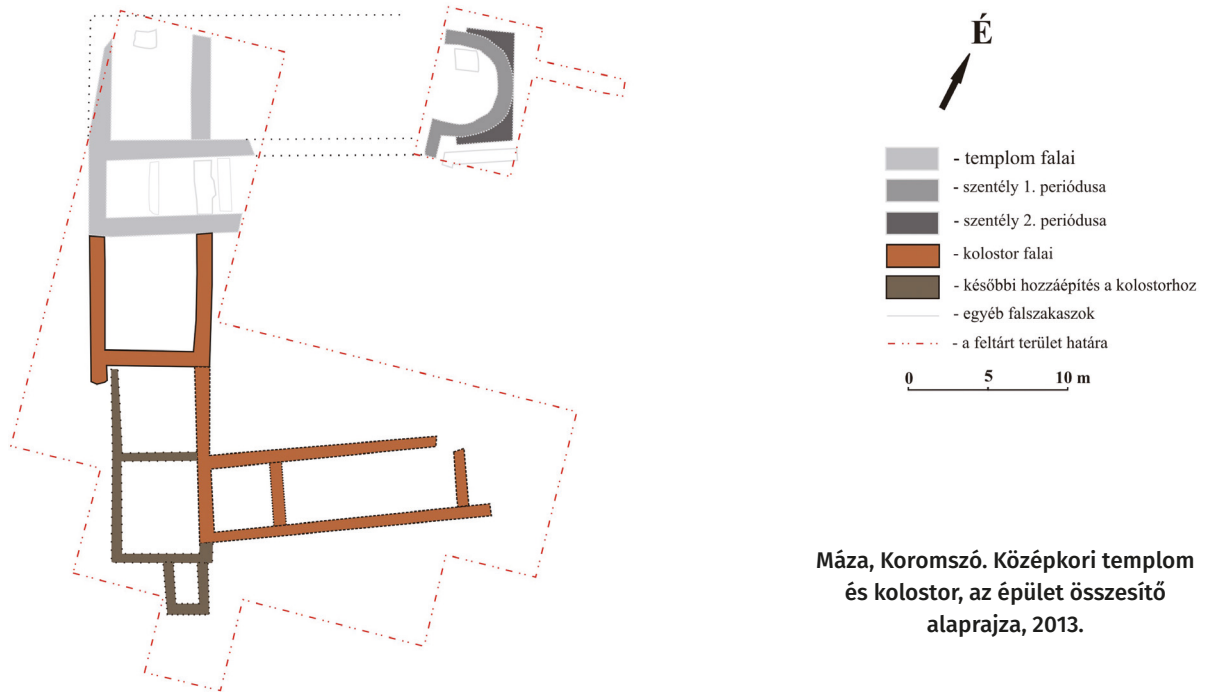 É
- templom falai
- szentély 1. periódusa
- szentély 2. periódusa
- kolostor falai
- későbbi hozzáépítés a kolostorhoz
- egyéb falszakaszok
- a feltárt terület határa
0 5 10 m
Máza, Koromszó. Középkori templom
és kolostor, az épület összesítő
alaprajza, 2013.